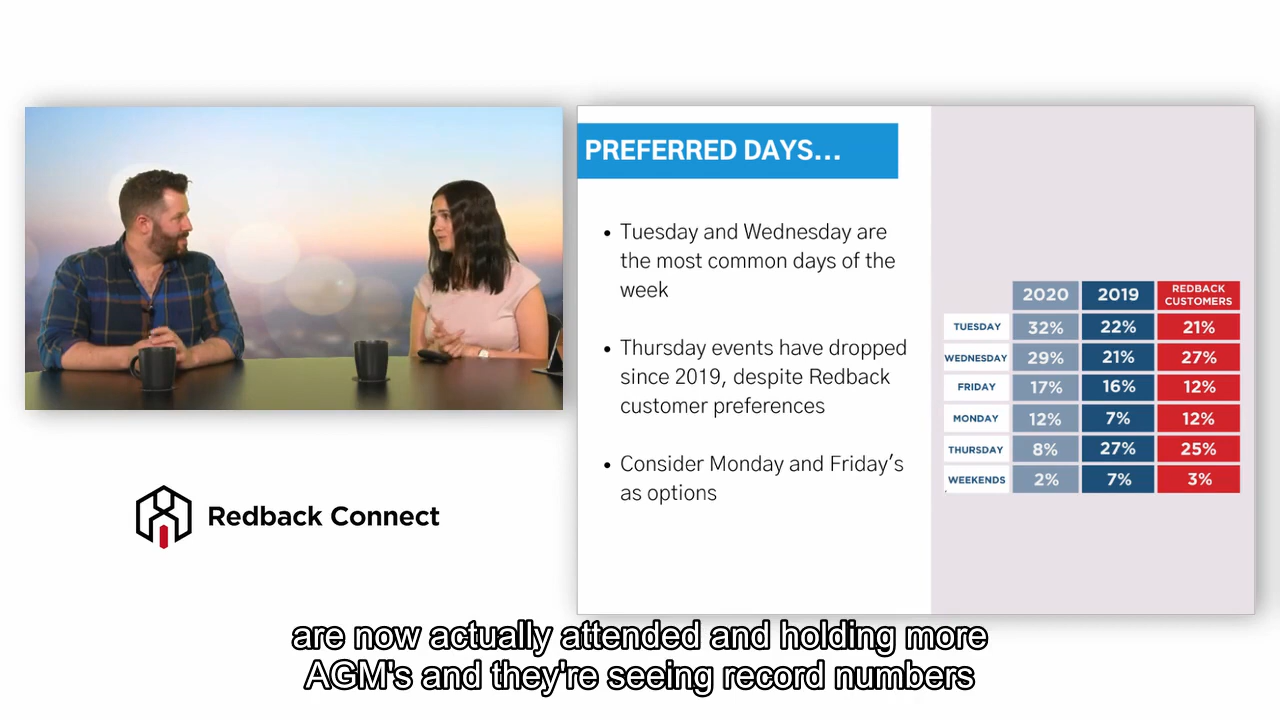 PREFERRED DAYS...
• Tuesday and Wednesday are
the most common days of the
week
• Thursday events have dropped
since 2019, despite Redback
customer preferences
• Consider Monday and Friday's
as options
2020 2019 REDBACK CUSTOMERS
TUESDAY 32% 22% 21%
WEDNESDAY 29% 21% 27%
FRIDAY 17% 16% 12%
MONDAY 12% 7% 12%
THURSDAY 8% 27% 25%
WEEKENDS 2% 7% 3%
Redback Connect
are now actually attended and holding more
AGM's and they're seeing record numbers